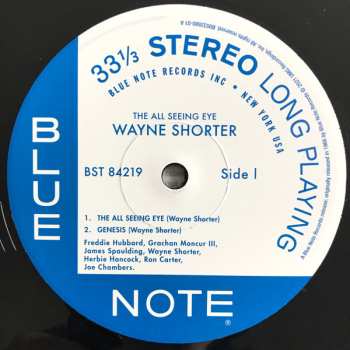 33 1/3 STEREO LONG PLAYING
BLUE NOTE RECORDS INC • NEW YORK USA
THE ALL SEEING EYE
WAYNE SHORTER
BST 84219 Side I
1. THE ALL SEEING EYE (Wayne Shorter)
2. GENESIS (Wayne Shorter)
Freddie Hubbard, Grachan Moncur III,
James Spaulding, Wayne Shorter,
Herbie Hancock, Ron Carter,
Joe Chambers.
BLUE
NOTE®